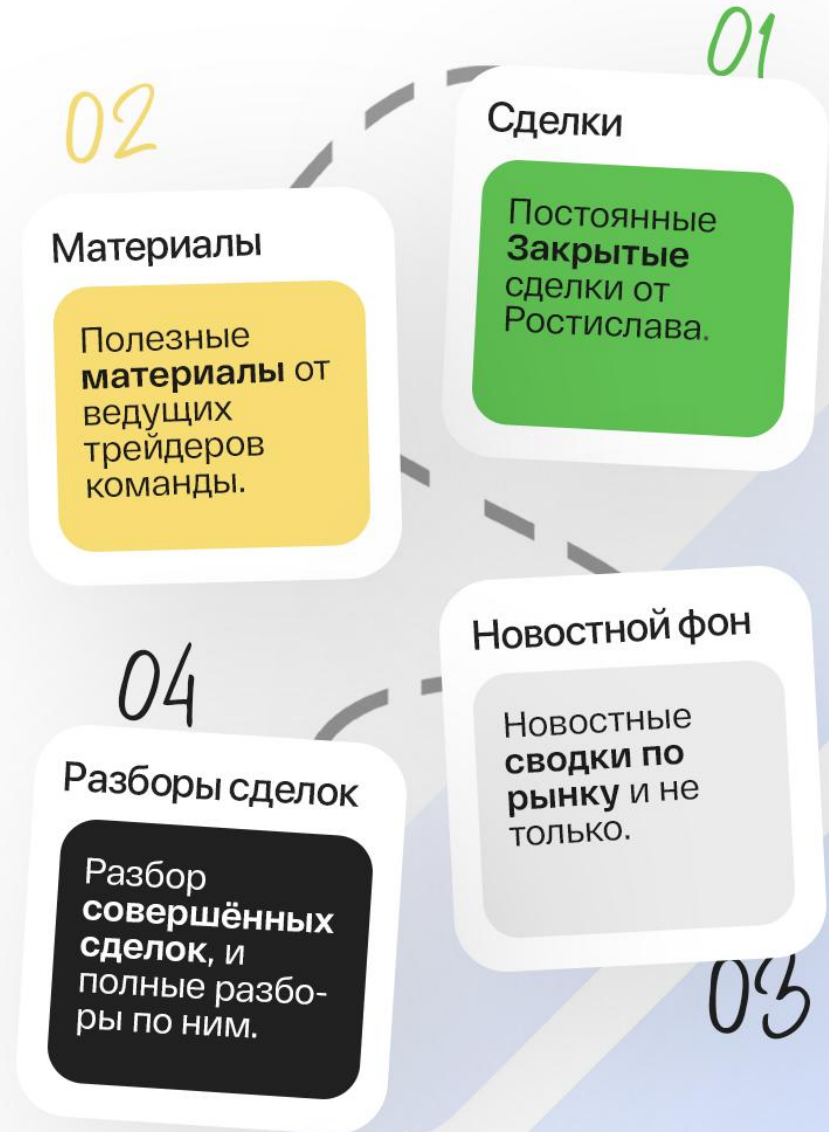 01
Сделки
Постоянные
Закрытые
сделки от
Ростислава.
02
Материалы
Полезные
материалы от
ведущих
трейдеров
команды.
Новостной фон
Новостные
сводки по
рынку и не
только.
03
04
Разборы сделок
Разбор
совершённых
сделок, и
полные разбо-
ры по ним.